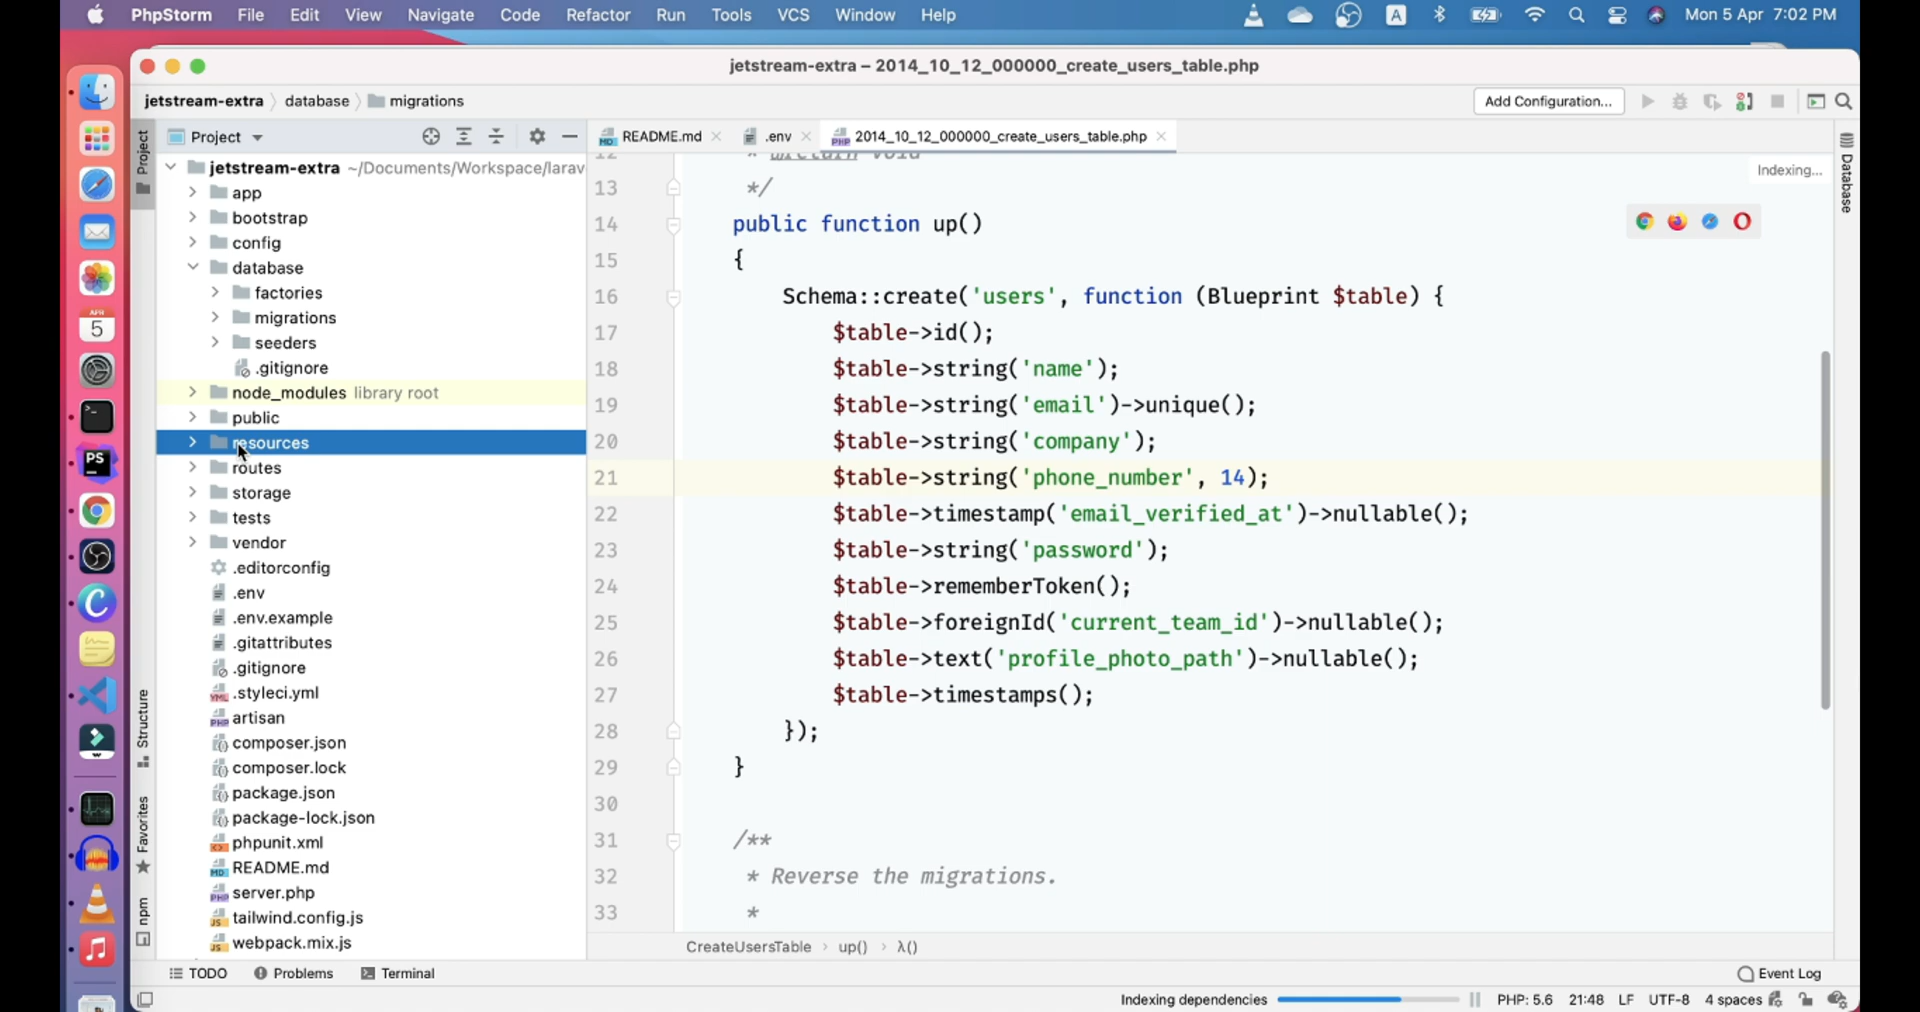 PhpStorm File Edit View Navigate Code Refactor Run Tools VCS Window Help A Mon 5 Apr 7:02 PM
jetstream-extra – 2014_10_12_000000_create_users_table.php
jetstream-extra database migrations Add Configuration...
Project README.md .env 2014_10_12_000000_create_users_table.php
Project
Database
Indexing...
jetstream-extra ~/Documents/Workspace/larav
app
bootstrap
config
database
factories
migrations
seeders
.gitignore
node_modules library root
public
resources
routes
storage
tests
vendor
.editorconfig
.env
.env.example
.gitattributes
.gitignore
.styleci.yml
artisan
composer.json
composer.lock
package.json
package-lock.json
phpunit.xml
README.md
server.php
tailwind.config.js
webpack.mix.js
Structure
Favorites
npm
APR
5
PS
12 * @return void
13 */
14 public function up()
15 {
16 Schema::create('users', function (Blueprint $table) {
17 $table->id();
18 $table->string('name');
19 $table->string('email')->unique();
20 $table->string('company');
21 $table->string('phone_number', 14);
22 $table->timestamp('email_verified_at')->nullable();
23 $table->string('password');
24 $table->rememberToken();
25 $table->foreignId('current_team_id')->nullable();
26 $table->text('profile_photo_path')->nullable();
27 $table->timestamps();
28 });
29 }
30
31 /**
32 * Reverse the migrations.
33 *
CreateUsersTable › up() › λ()
TODO Problems Terminal Event Log
Indexing dependencies PHP: 5.6 21:48 LF UTF-8 4 spaces